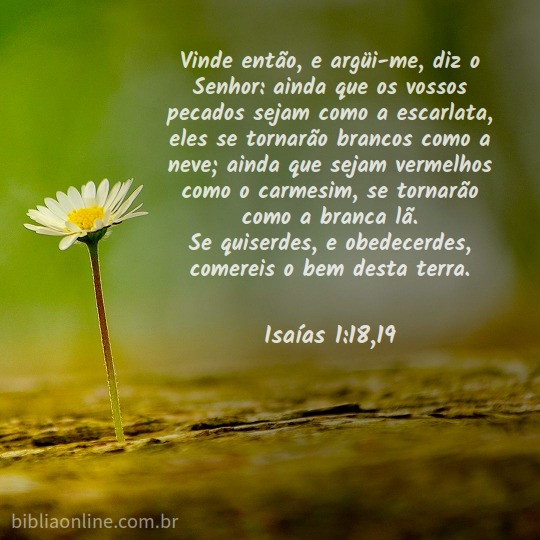 Vinde então, e argüi-me, diz o
Senhor: ainda que os vossos
pecados sejam como a escarlata,
eles se tornarão brancos como a
neve; ainda que sejam vermelhos
como o carmesim, se tornarão
como a branca lã.
Se quiserdes, e obedecerdes,
comereis o bem desta terra.
Isaías 1:18,19
bibliaonline.com.br